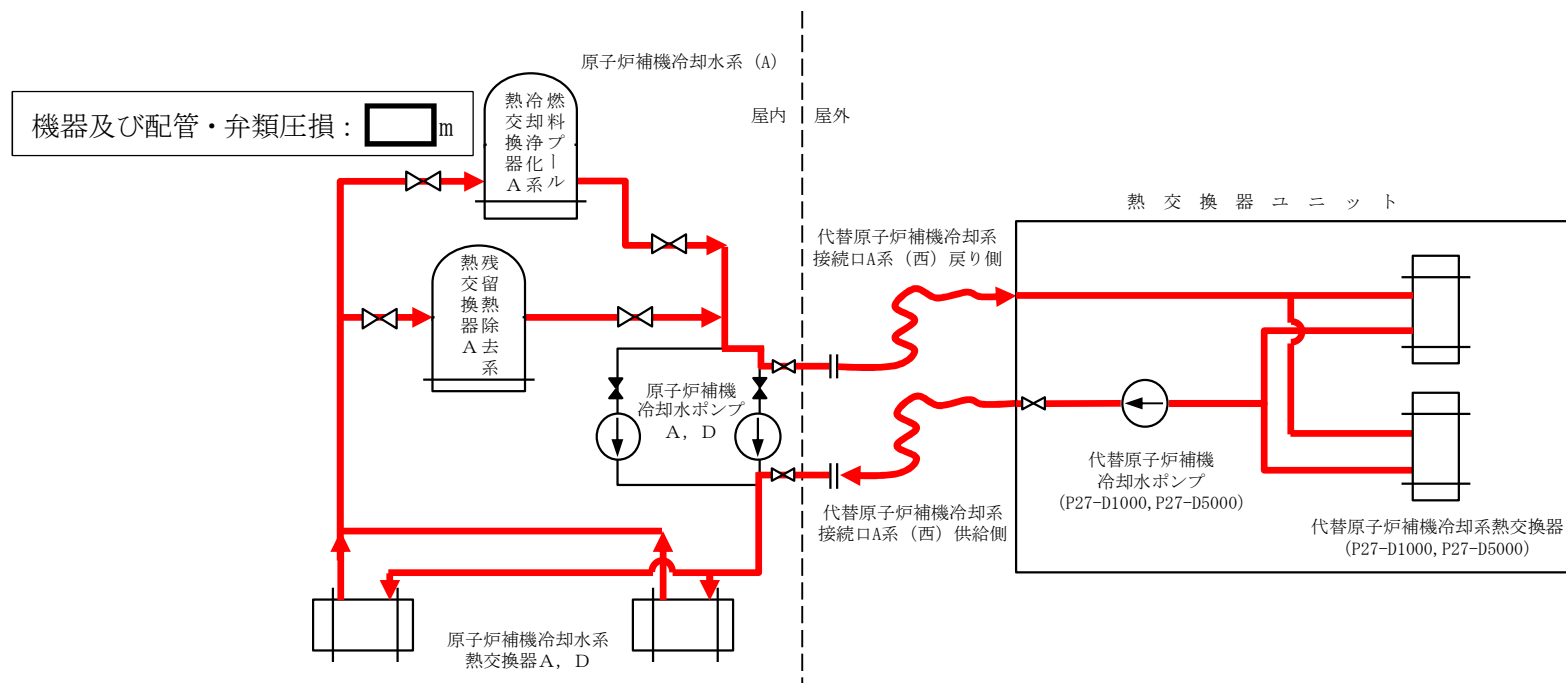 原子炉補機冷却水系(A)
機器及び配管・弁類圧損：
m
燃料プール
冷却浄化系
熱交換器A
屋内
屋外
熱交換器ユニット
代替原子炉補機冷却系
接続口A系(西)戻り側
残留熱除去系
熱交換器A
原子炉補機
冷却水ポンプ
A，D
代替原子炉補機
冷却水ポンプ
(P27-D1000,P27-D5000)
代替原子炉補機冷却系
接続口A系(西)供給側
代替原子炉補機冷却系熱交換器
(P27-D1000,P27-D5000)
原子炉補機冷却水系
熱交換器A，D